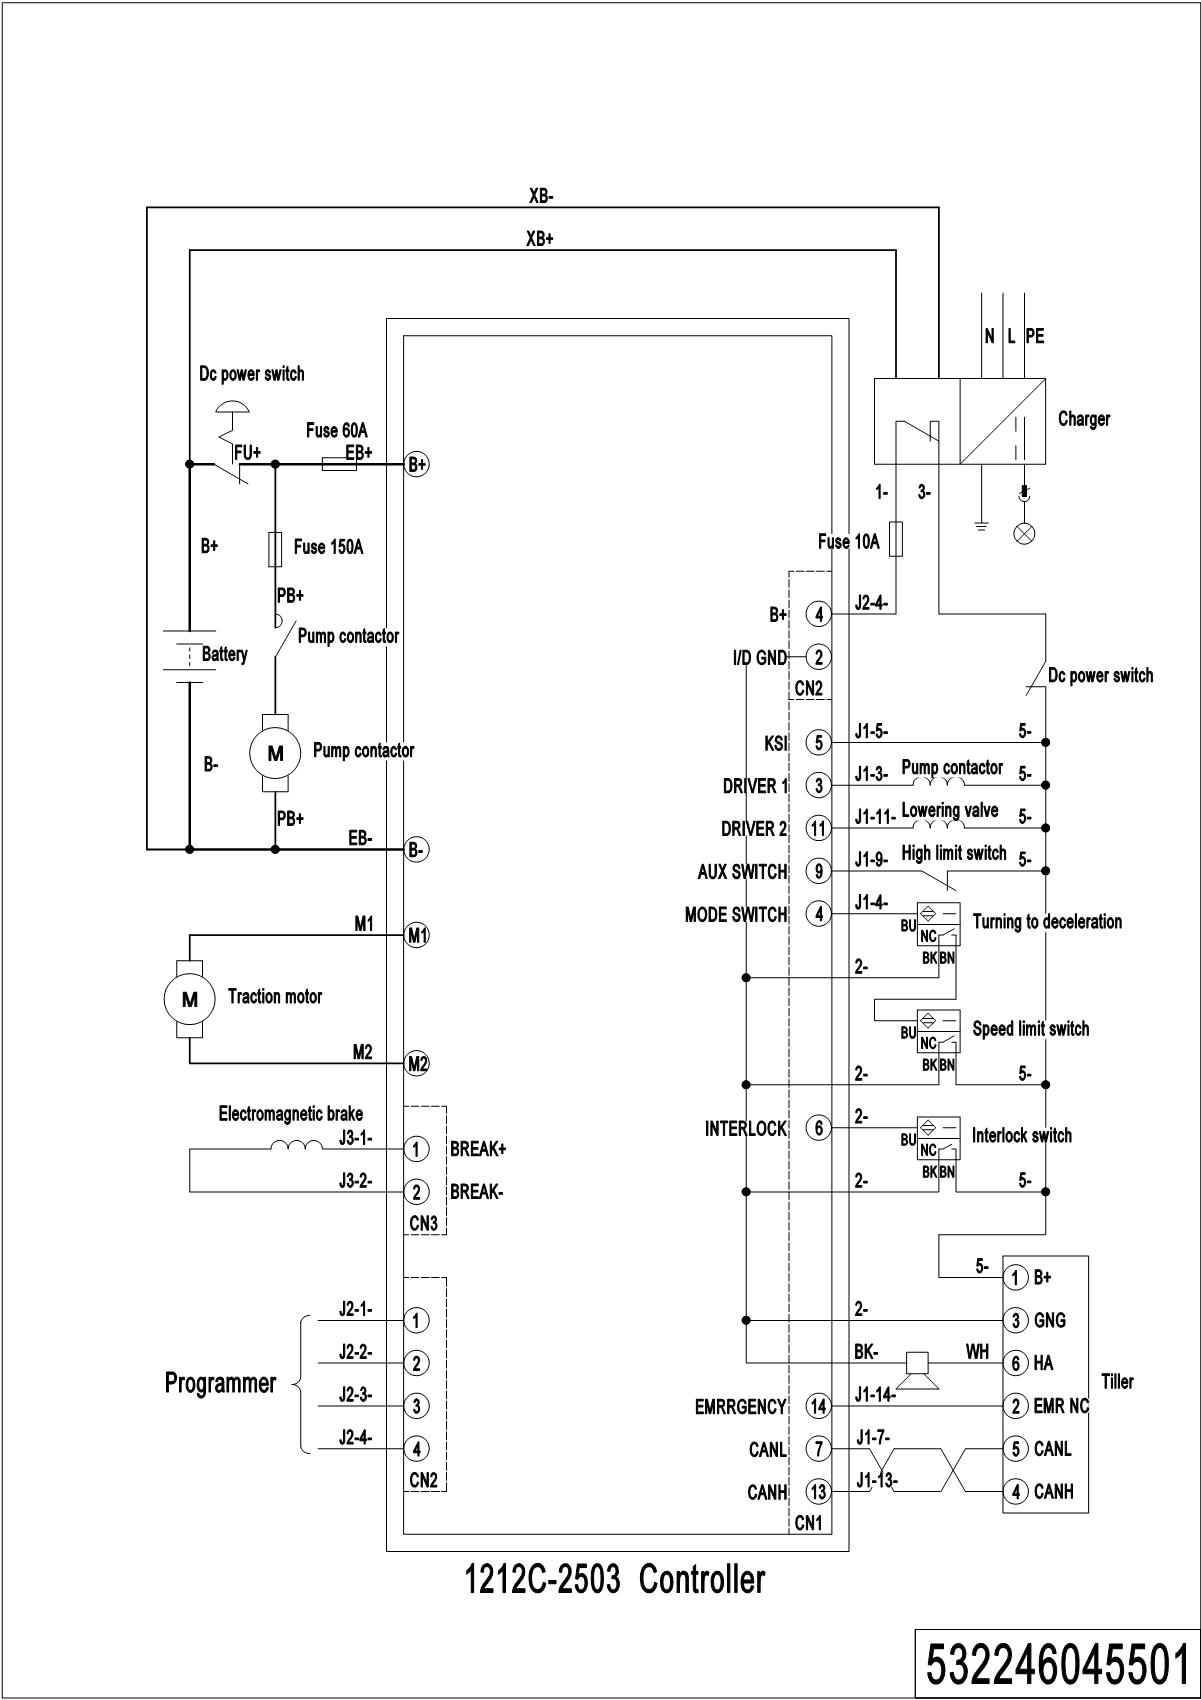 XB-
XB+
N L PE
Dc power switch
Charger
Fuse 60A
FU+ EB+ B+
1- 3-
B+ Fuse 150A
Fuse 10A
PB+
B+ 4 J2-4-
Pump contactor
Battery
I/D GND 2
CN2
Dc power switch
KSI 5 J1-5- 5-
M Pump contactor
B-
DRIVER 1 3 J1-3- Pump contactor 5-
PB+
DRIVER 2 11 J1-11- Lowering valve 5-
EB- B-
AUX SWITCH 9 J1-9- High limit switch 5-
MODE SWITCH 4 J1-4-
BU NC Turning to deceleration
BK BN
M1 M1
2-
M Traction motor
BU NC Speed limit switch
BK BN
M2 M2
2- 5-
Electromagnetic brake
INTERLOCK 6 2-
J3-1- 1 BREAK+
BU NC Interlock switch
BK BN
J3-2- 2 BREAK-
2- 5-
CN3
5- 1 B+
J2-1- 1
2- 3 GNG
J2-2- 2
BK- WH 6 HA
Programmer
Tiller
J2-3- 3
EMRRGENCY 14 J1-14- 2 EMR NC
J2-4- 4
CANL 7 J1-7- 5 CANL
CN2
CANH 13 J1-13- 4 CANH
CN1
1212C-2503 Controller
532246045501